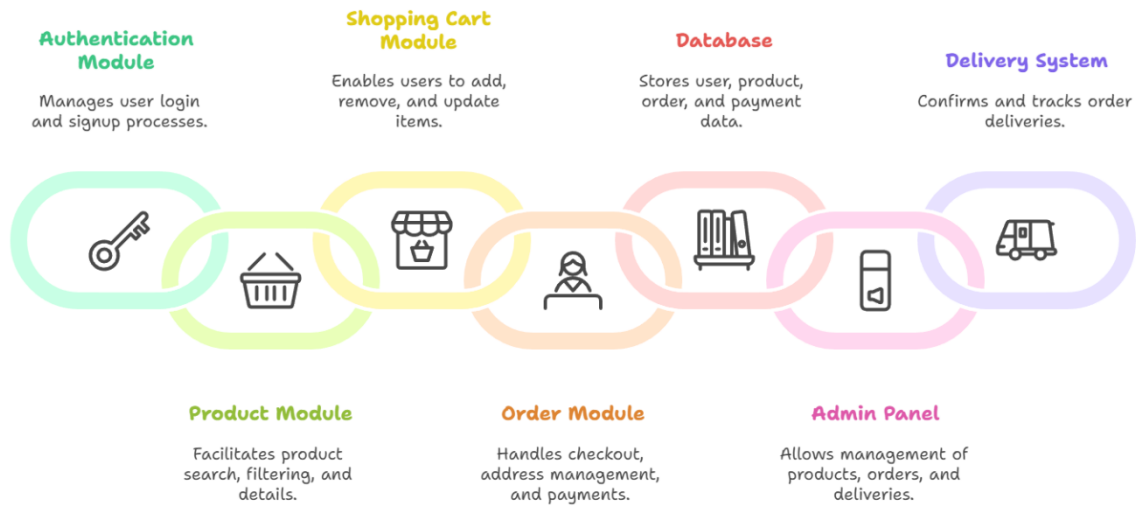 Authentication
Module
Manages user login
and signup processes.
Shopping Cart
Module
Enables users to add,
remove, and update
items.
Database
Stores user, product,
order, and payment
data.
Delivery System
Confirms and tracks order
deliveries.
Product Module
Facilitates product
search, filtering, and
details.
Order Module
Handles checkout,
address management,
and payments.
Admin Panel
Allows management of
products, orders, and
deliveries.